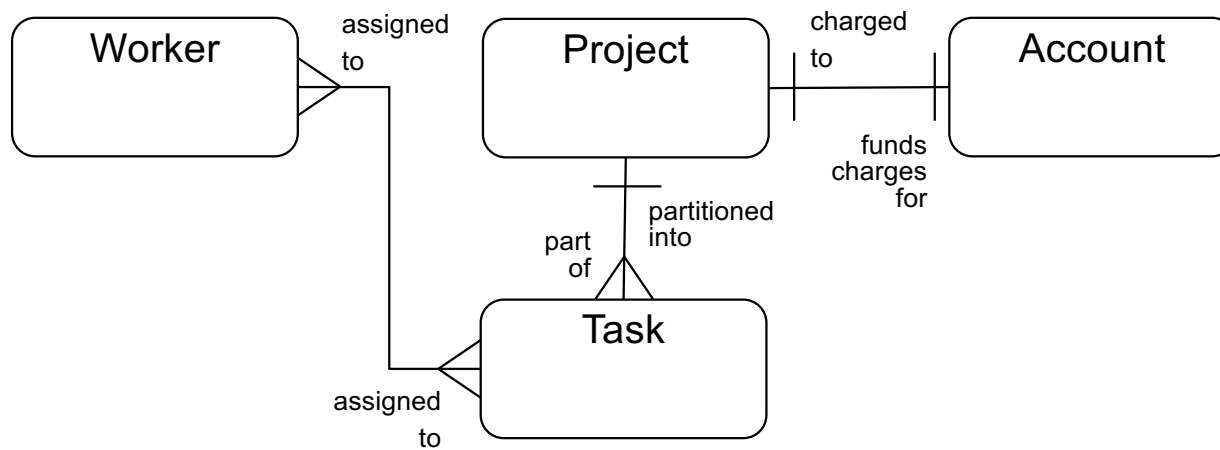 Worker
assigned
to
Project
charged
to
Account
funds
charges
for
partitioned
into
part
of
Task
assigned
to